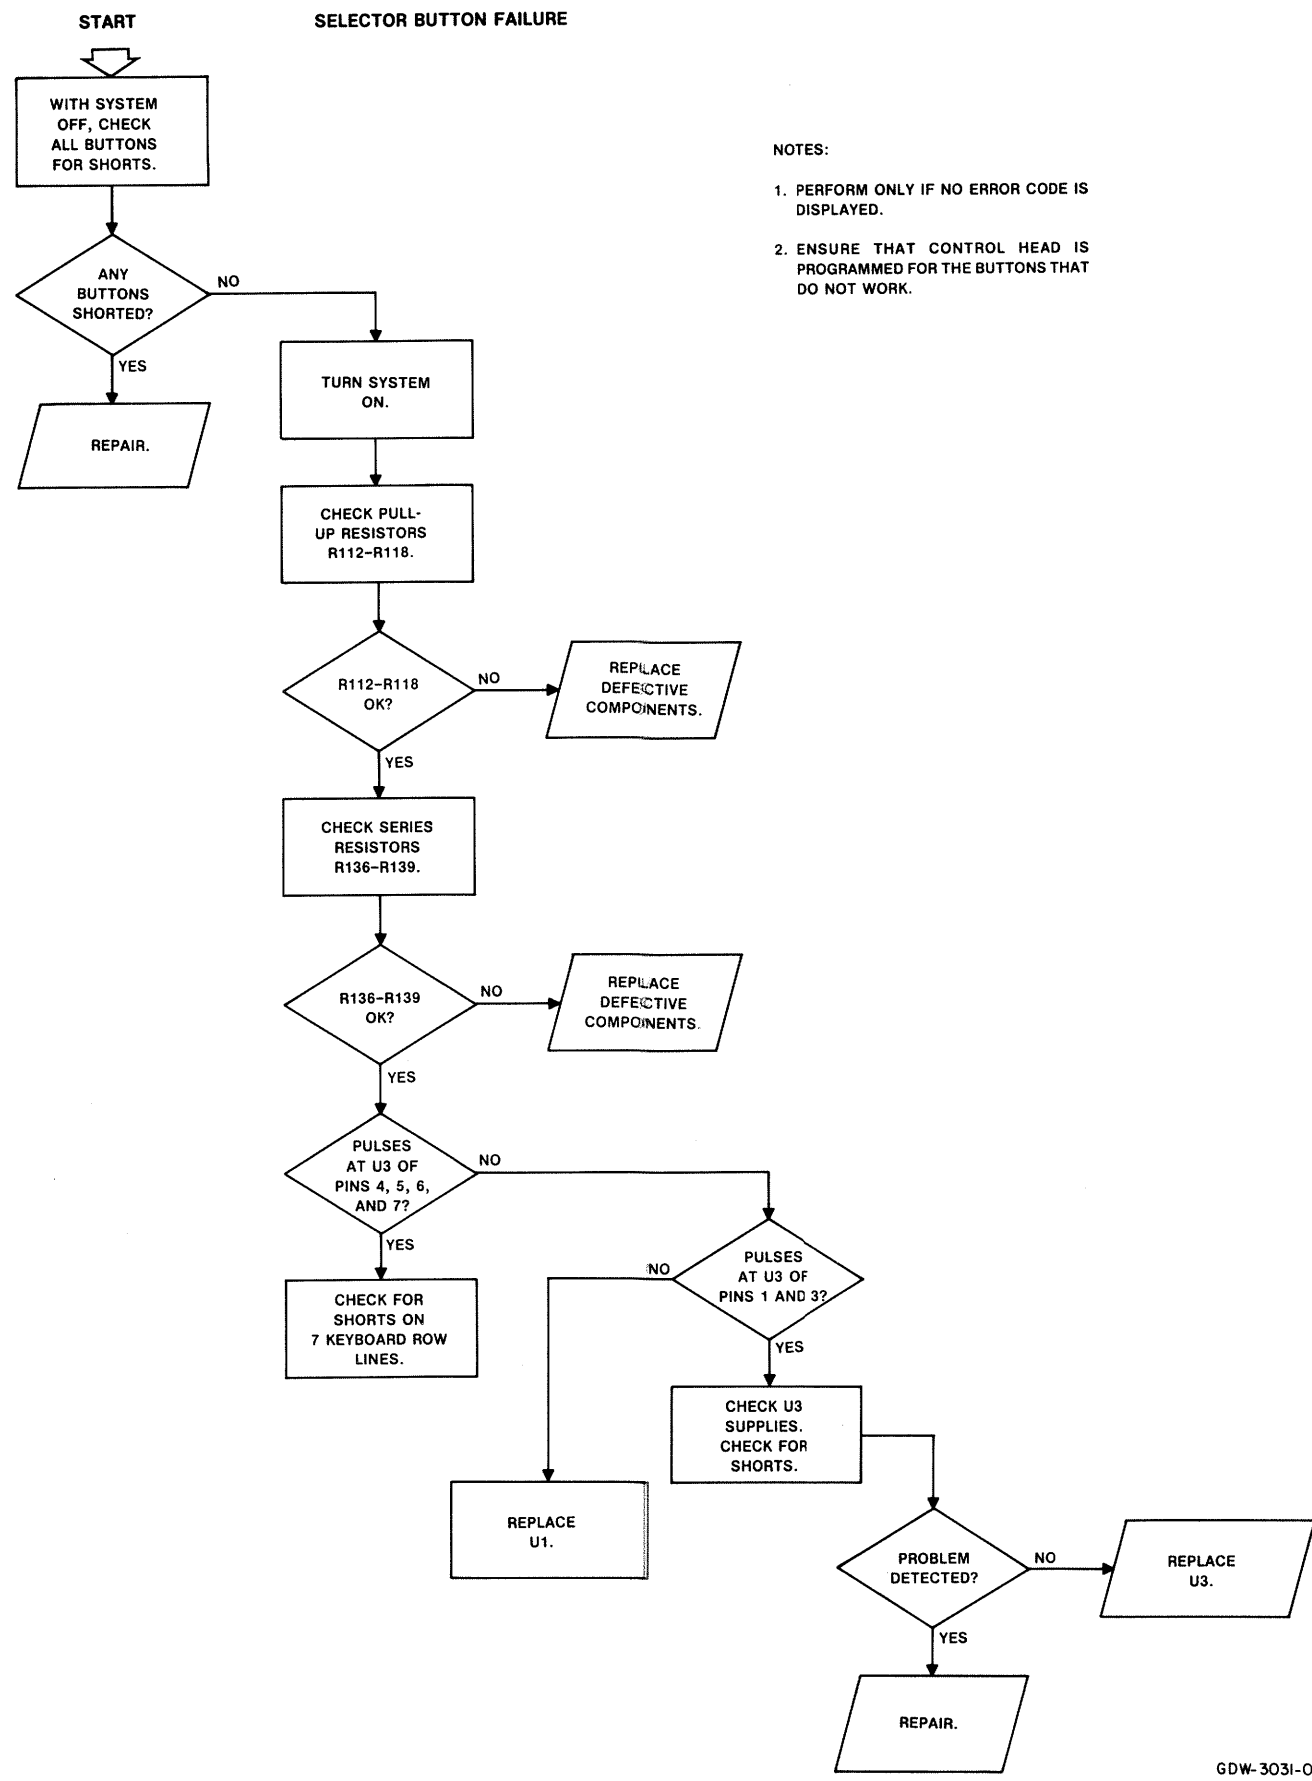 START
SELECTOR BUTTON FAILURE
WITH SYSTEM
OFF, CHECK
ALL BUTTONS
FOR SHORTS.
NOTES:
1. PERFORM ONLY IF NO ERROR CODE IS
DISPLAYED.
2. ENSURE THAT CONTROL HEAD IS
PROGRAMMED FOR THE BUTTONS THAT
DO NOT WORK.
ANY
BUTTONS
SHORTED?
NO
YES
REPAIR.
TURN SYSTEM
ON.
CHECK PULL-
UP RESISTORS
R112–R118.
R112–R118
OK?
NO
REPLACE
DEFECTIVE
COMPONENTS.
YES
CHECK SERIES
RESISTORS
R136–R139.
R136–R139
OK?
NO
REPLACE
DEFECTIVE
COMPONENTS.
YES
PULSES
AT U3 OF
PINS 4, 5, 6,
AND 7?
NO
YES
CHECK FOR
SHORTS ON
7 KEYBOARD ROW
LINES.
PULSES
AT U3 OF
PINS 1 AND 3?
NO
YES
CHECK U3
SUPPLIES.
CHECK FOR
SHORTS.
REPLACE
U1.
PROBLEM
DETECTED?
NO
REPLACE
U3.
YES
REPAIR.
GDW-3031-0